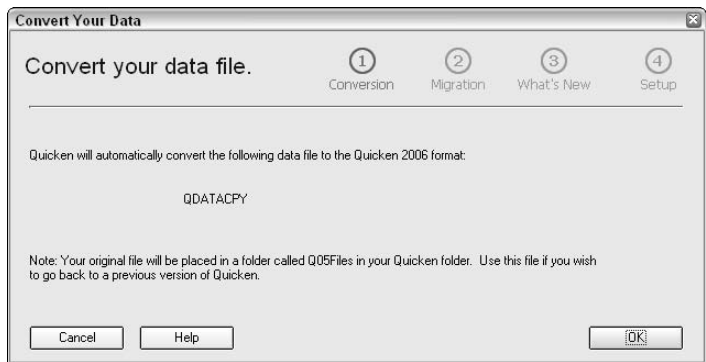 Convert Your Data
Convert your data file.
1
Conversion
2
Migration
3
What's New
4
Setup
Quicken will automatically convert the following data file to the Quicken 2006 format:
QDATACPY
Note: Your original file will be placed in a folder called Q05Files in your Quicken folder. Use this file if you wish
to go back to a previous version of Quicken.
Cancel
Help
OK